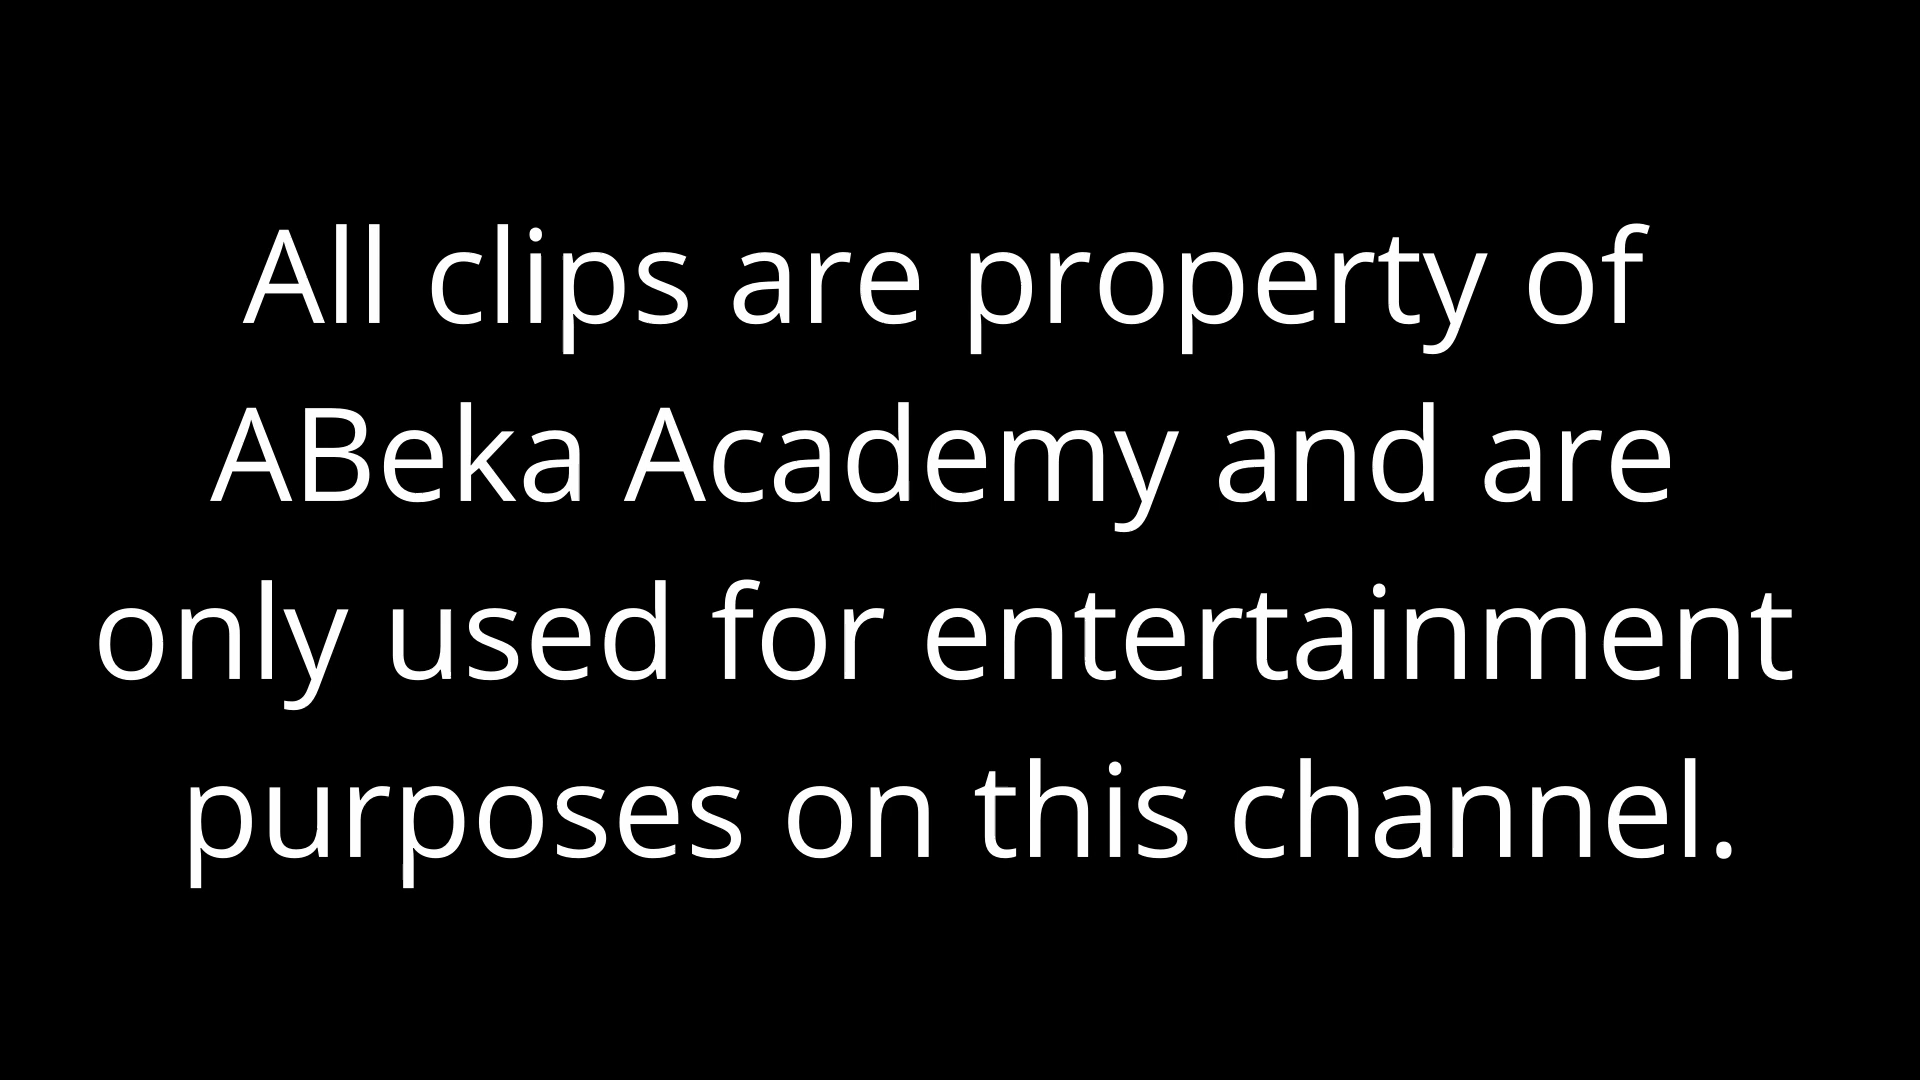 All clips are property of
ABeka Academy and are
only used for entertainment
purposes on this channel.